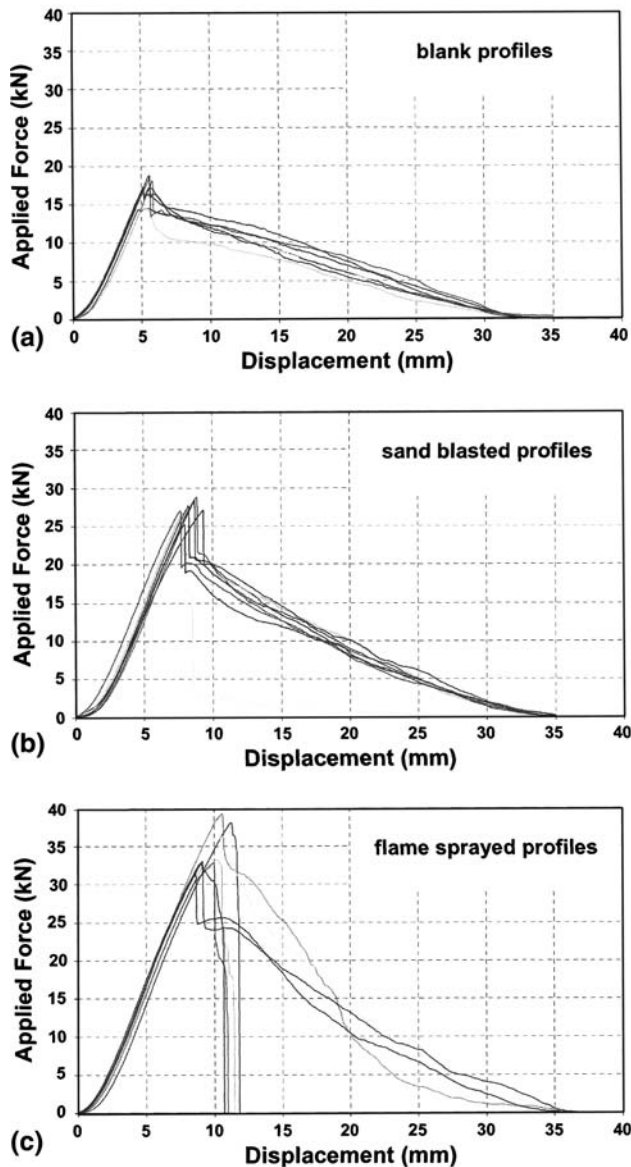 40
35
30
25
20
15
10
5
0
Applied Force (kN)
blank profiles
0 5 10 15 20 25 30 35 40
(a)
Displacement (mm)
40
35
30
25
20
15
10
5
0
Applied Force (kN)
sand blasted profiles
0 5 10 15 20 25 30 35 40
(b)
Displacement (mm)
40
35
30
25
20
15
10
5
0
Applied Force (kN)
flame sprayed profiles
0 5 10 15 20 25 30 35 40
(c)
Displacement (mm)